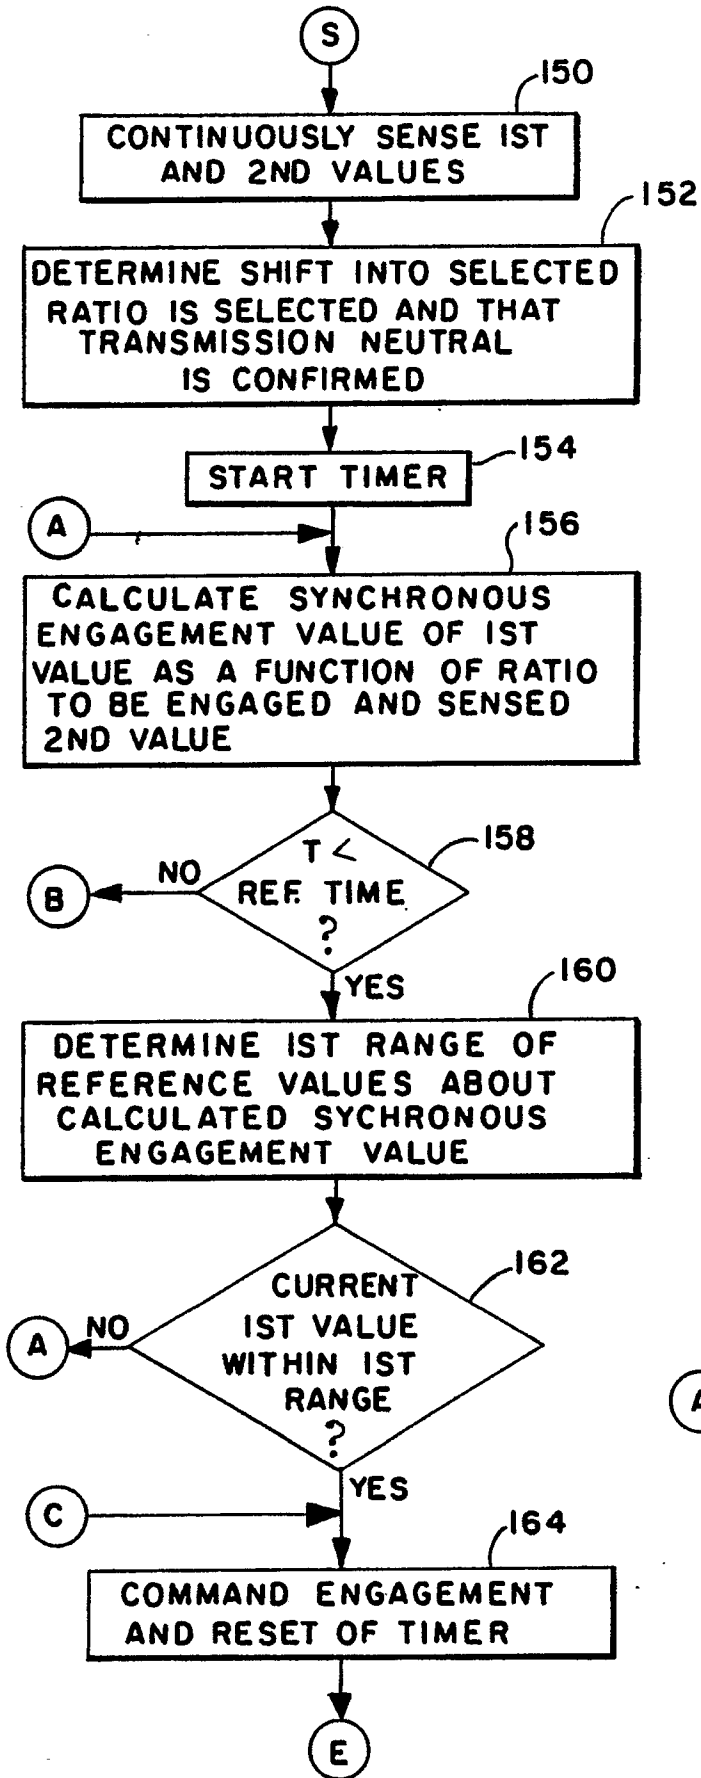 S
150
CONTINUOUSLY SENSE IST
AND 2ND VALUES
152
DETERMINE SHIFT INTO SELECTED
RATIO IS SELECTED AND THAT
TRANSMISSION NEUTRAL
IS CONFIRMED
154
START TIMER
A
156
CALCULATE SYNCHRONOUS
ENGAGEMENT VALUE OF IST
VALUE AS A FUNCTION OF RATIO
TO BE ENGAGED AND SENSED
2ND VALUE
158
T <
REF. TIME
?
NO
B
YES
160
DETERMINE IST RANGE OF
REFERENCE VALUES ABOUT
CALCULATED SYCHRONOUS
ENGAGEMENT VALUE
162
CURRENT
IST VALUE
WITHIN IST
RANGE
?
NO
A
A
YES
C
164
COMMAND ENGAGEMENT
AND RESET OF TIMER
E